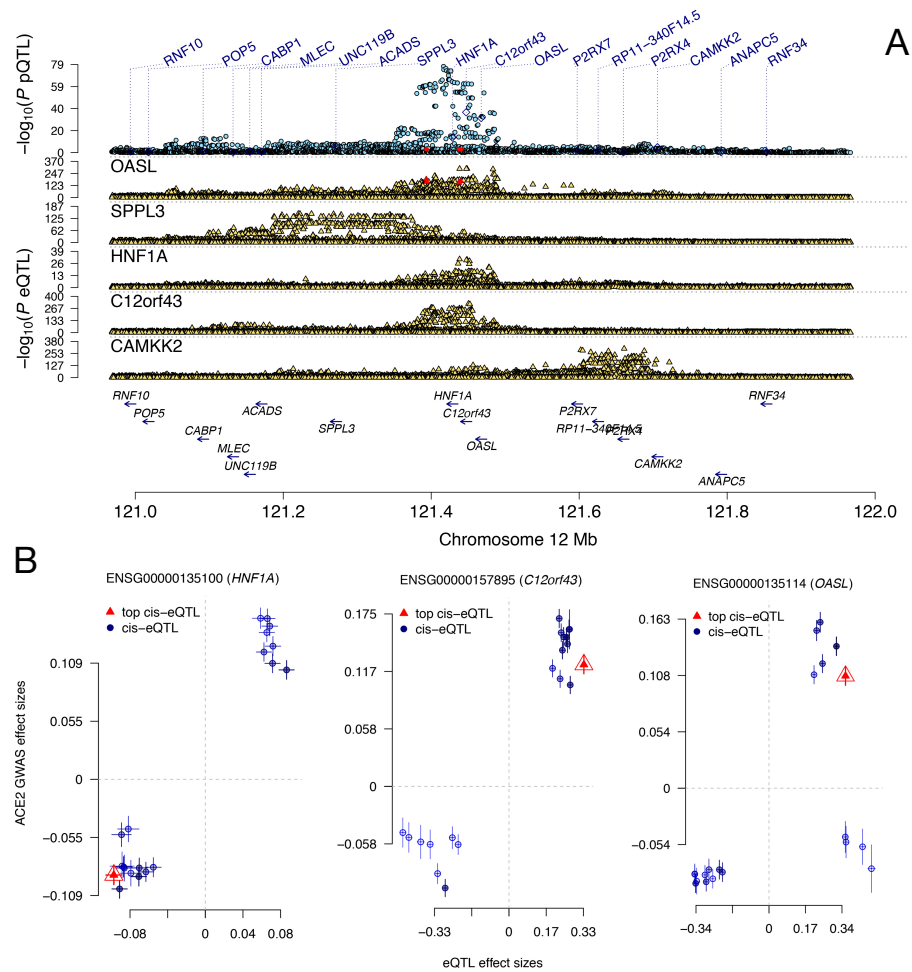 A
RNF10 POP5 CABP1 MLEC UNC119B ACADS SPPL3 HNF1A C12orf43 OASL P2RX7 RP11−340F14.5 P2RX4 CAMKK2 ANAPC5 RNF34
−log10(P pQTL)
79
59
40
20
0
OASL
370
247
123
0
SPPL3
187
125
62
0
HNF1A
39
26
13
0
C12orf43
400
267
133
0
CAMKK2
380
253
127
0
−log10(P eQTL)
RNF10 HNF1A RNF34
POP5 ACADS C12orf43 P2RX7
CABP1 SPPL3 RP11−340F14.5 P2RX4
MLEC OASL CAMKK2
UNC119B ANAPC5
121.0 121.2 121.4 121.6 121.8 122.0
Chromosome 12 Mb
B
ENSG00000135100 (HNF1A)
top cis−eQTL
cis−eQTL
ACE2 GWAS effect sizes
0.109
0.055
0
−0.055
−0.109
−0.08 0 0.04 0.08
ENSG00000157895 (C12orf43)
top cis−eQTL
cis−eQTL
0.175
0.117
0.058
0
−0.058
−0.33 0 0.17 0.33
ENSG00000135114 (OASL)
top cis−eQTL
cis−eQTL
0.163
0.108
0.054
0
−0.054
−0.34 0 0.17 0.34
eQTL effect sizes